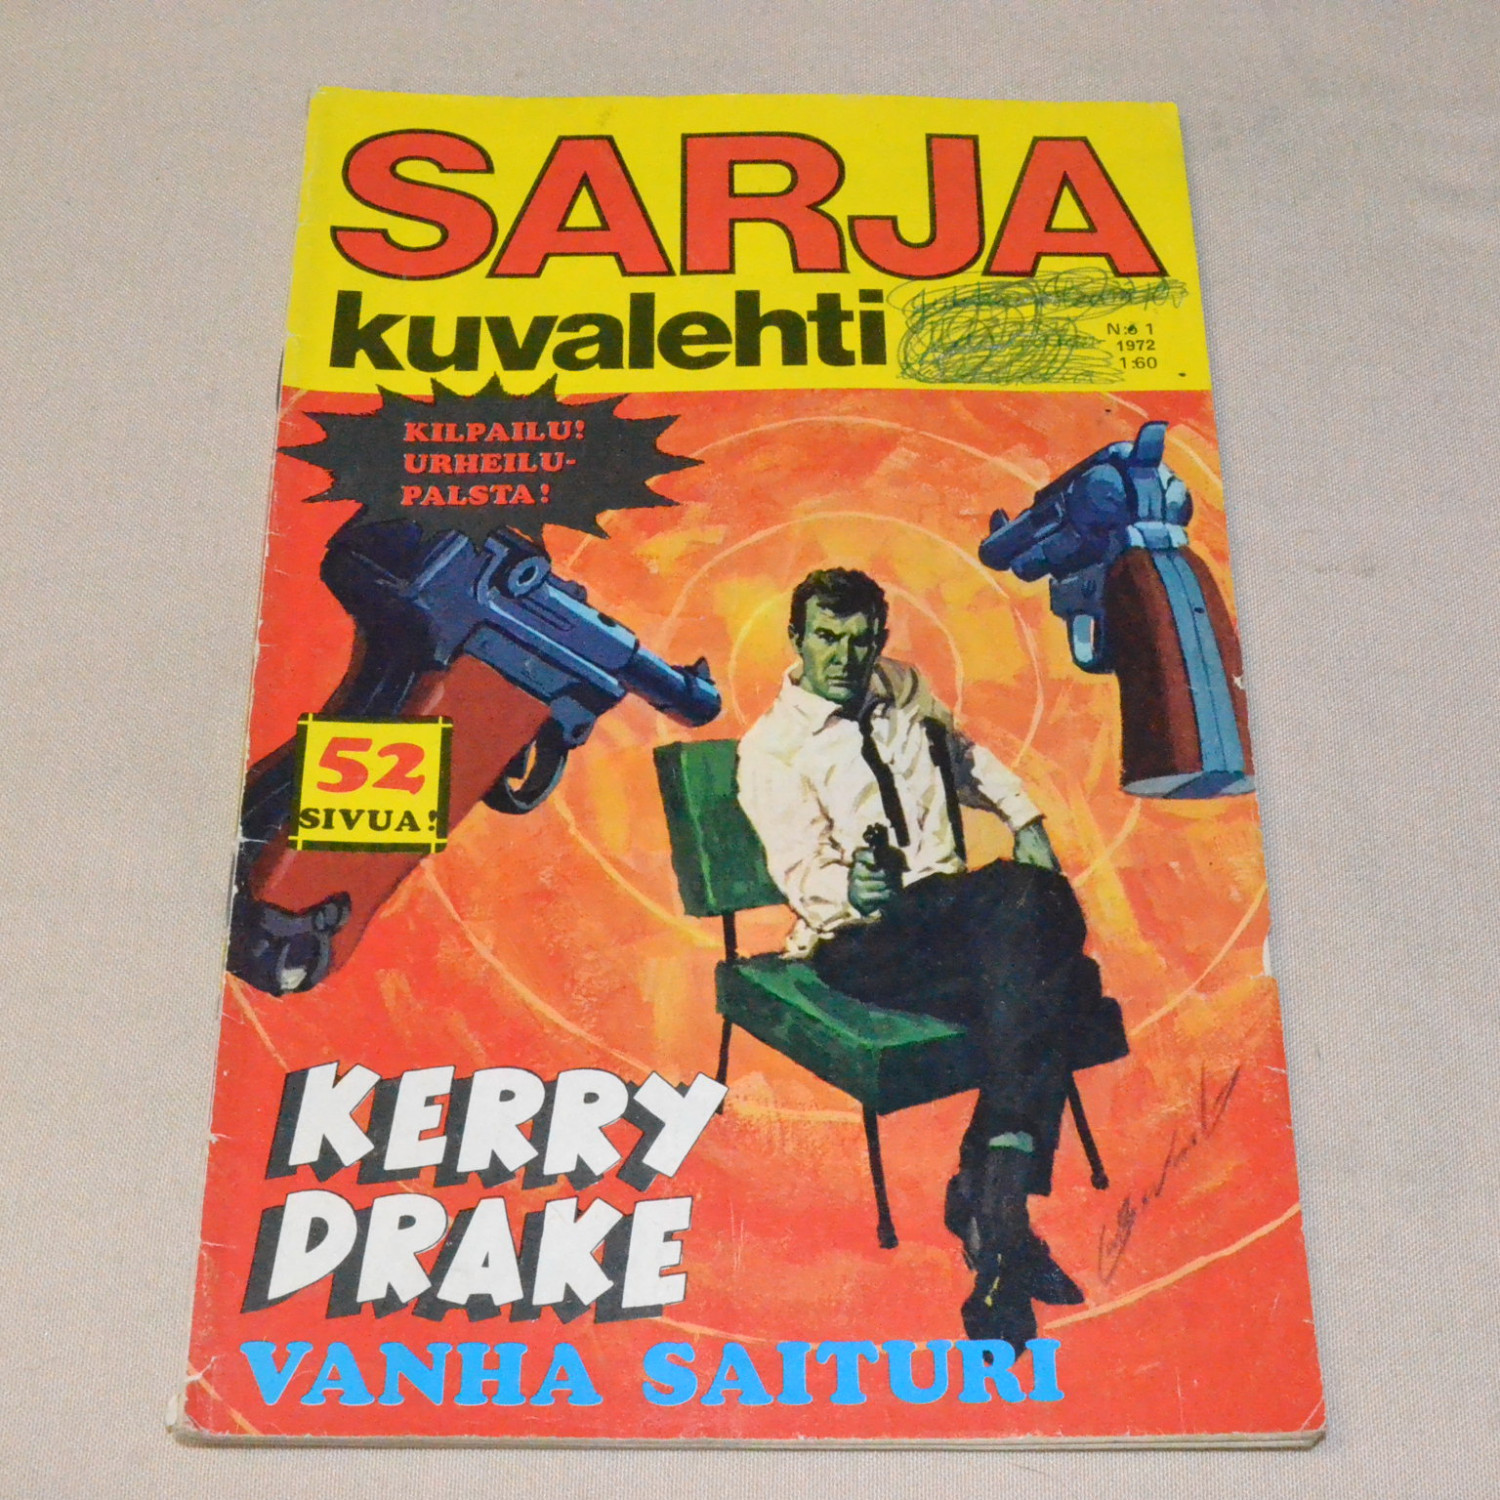 SARJA
kuvalehti
N:o 1
1972
1:60
KILPAILU!
URHEILU-
PALSTA!
52
SIVUA!
KERRY
DRAKE
VANHA SAITURI